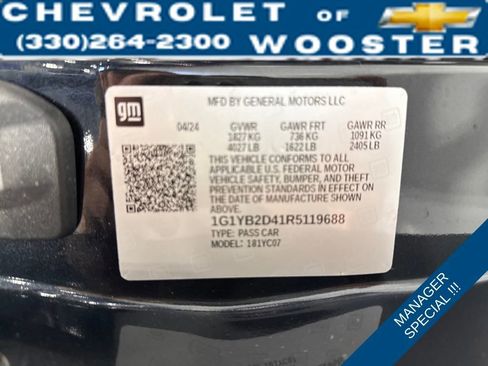 CHEVROLET OF
(330)264-2300 WOOSTER
gm
MFD BY GENERAL MOTORS LLC
04/24 GVWR GAWR FRT GAWR RR
1827 KG 736 KG 1091 KG
4027 LB 1622 LB 2405 LB
THIS VEHICLE CONFORMS TO ALL
APPLICABLE U.S. FEDERAL MOTOR
VEHICLE SAFETY, BUMPER, AND THEFT
PREVENTION STANDARDS IN EFFECT ON
THE DATE OF MANUFACTURE SHOWN ABOVE.
1G1YB2D41R5119688
TYPE: PASS CAR
MODEL: 181YC07
MANAGER
SPECIAL !!!